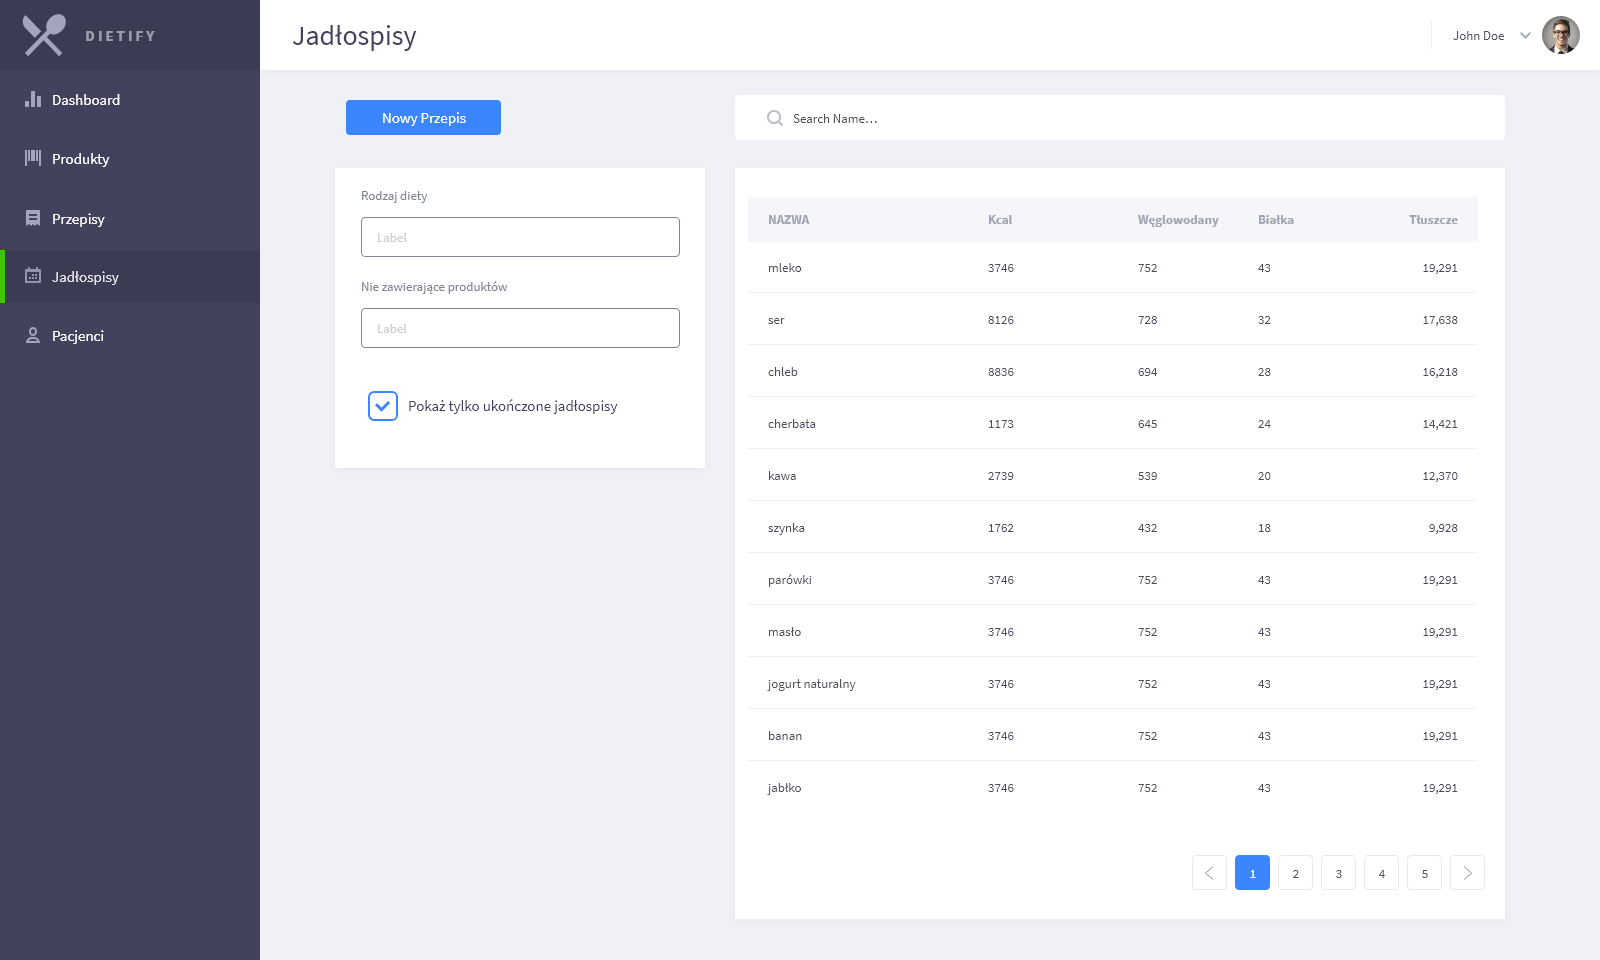 DIETIFY
Jadłospisy
John Doe
Dashboard
Produkty
Przepisy
Jadłospisy
Pacjenci
Nowy Przepis
Search Name...
Rodzaj diety
Label
Nie zawierające produktów
Label
Pokaż tylko ukończone jadłospisy
NAZWA Kcal Węglowodany Białka Tłuszcze
mleko 3746 752 43 19,291
ser 8126 728 32 17,638
chleb 8836 694 28 16,218
cherbata 1173 645 24 14,421
kawa 2739 539 20 12,370
szynka 1762 432 18 9,928
parówki 3746 752 43 19,291
masło 3746 752 43 19,291
jogurt naturalny 3746 752 43 19,291
banan 3746 752 43 19,291
jabłko 3746 752 43 19,291
1 2 3 4 5